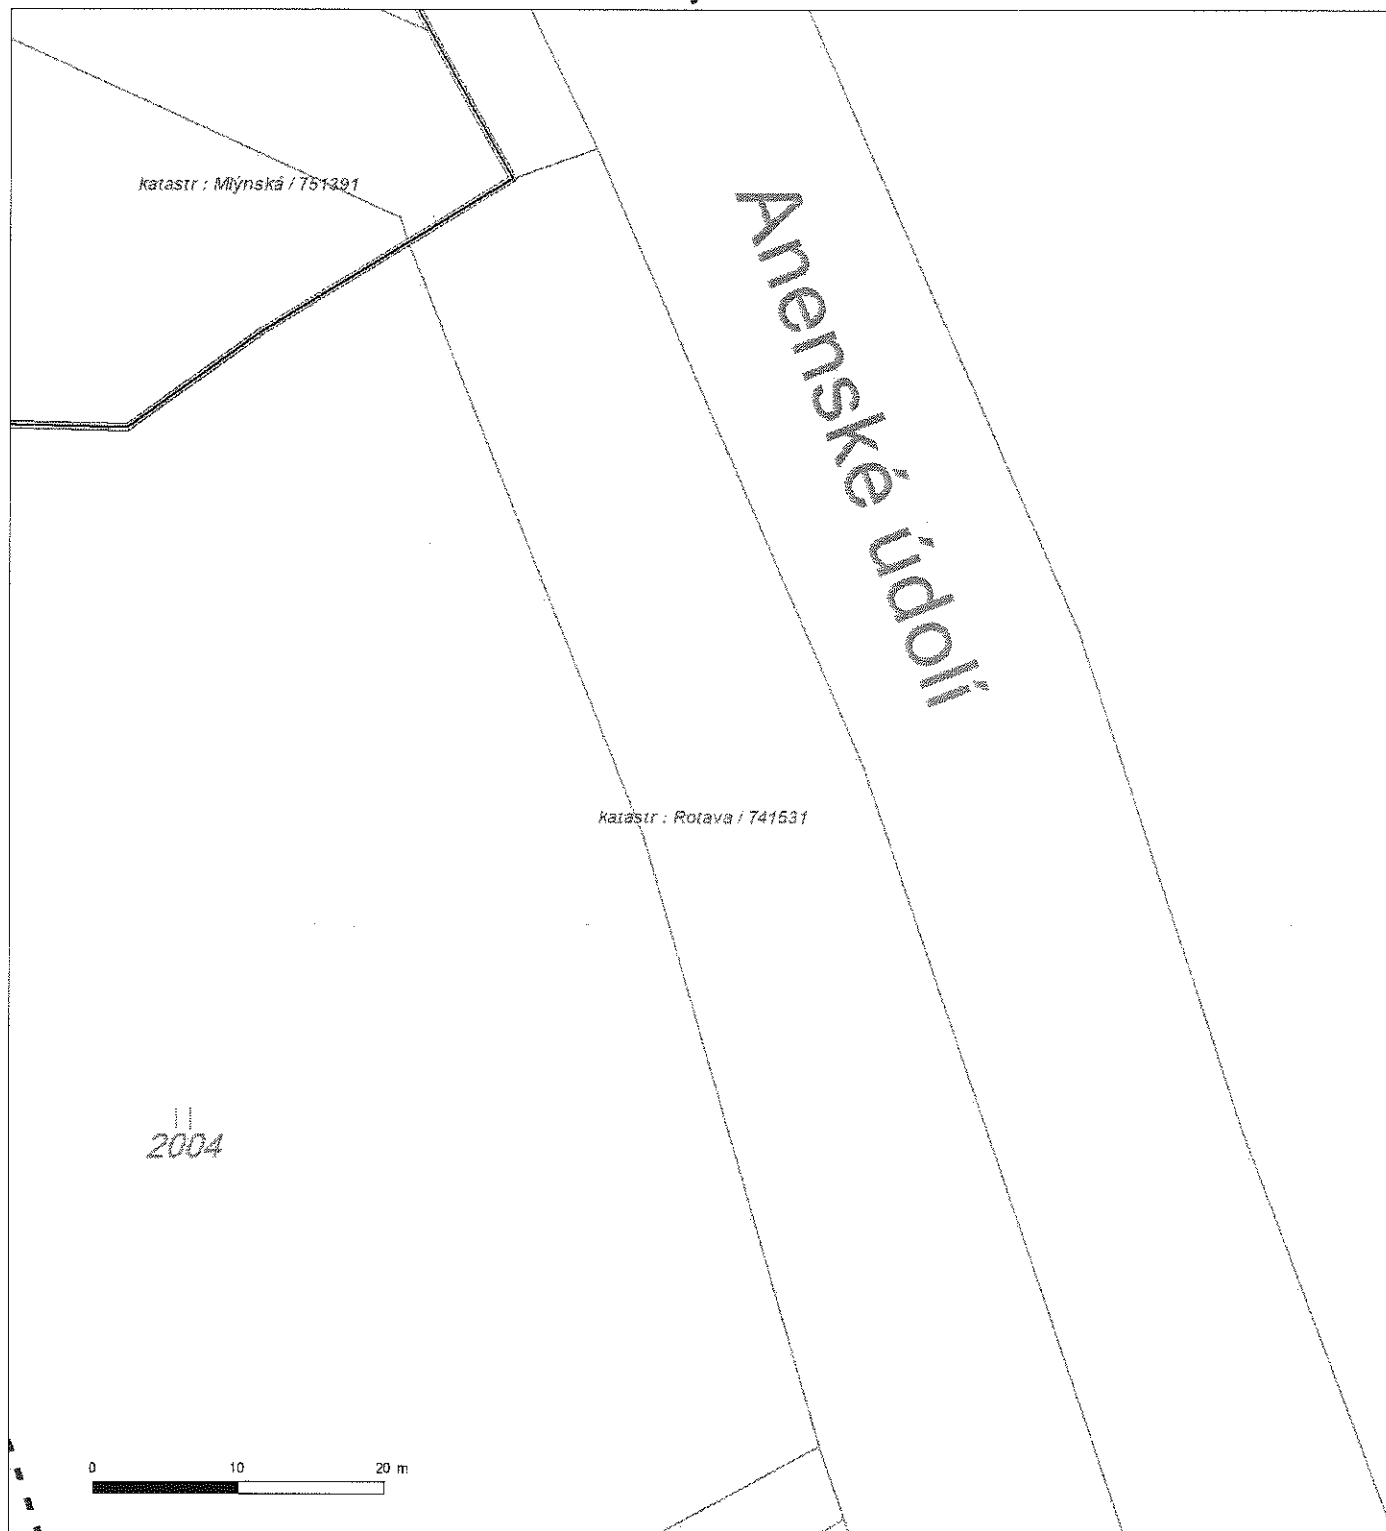 katastr : Mlýnská / 751391
Anenské údolí
katastr : Rotava / 741531
2004
0 10 20 m